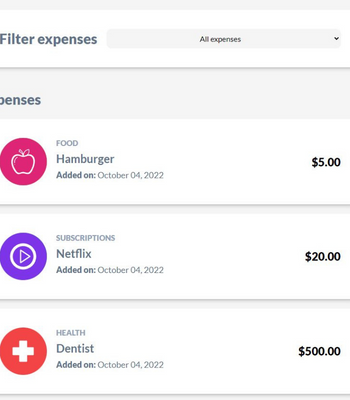 Filter expenses
All expenses
penses
FOOD
Hamburger
Added on: October 04, 2022
$5.00
SUBSCRIPTIONS
Netflix
Added on: October 04, 2022
$20.00
HEALTH
Dentist
Added on: October 04, 2022
$500.00